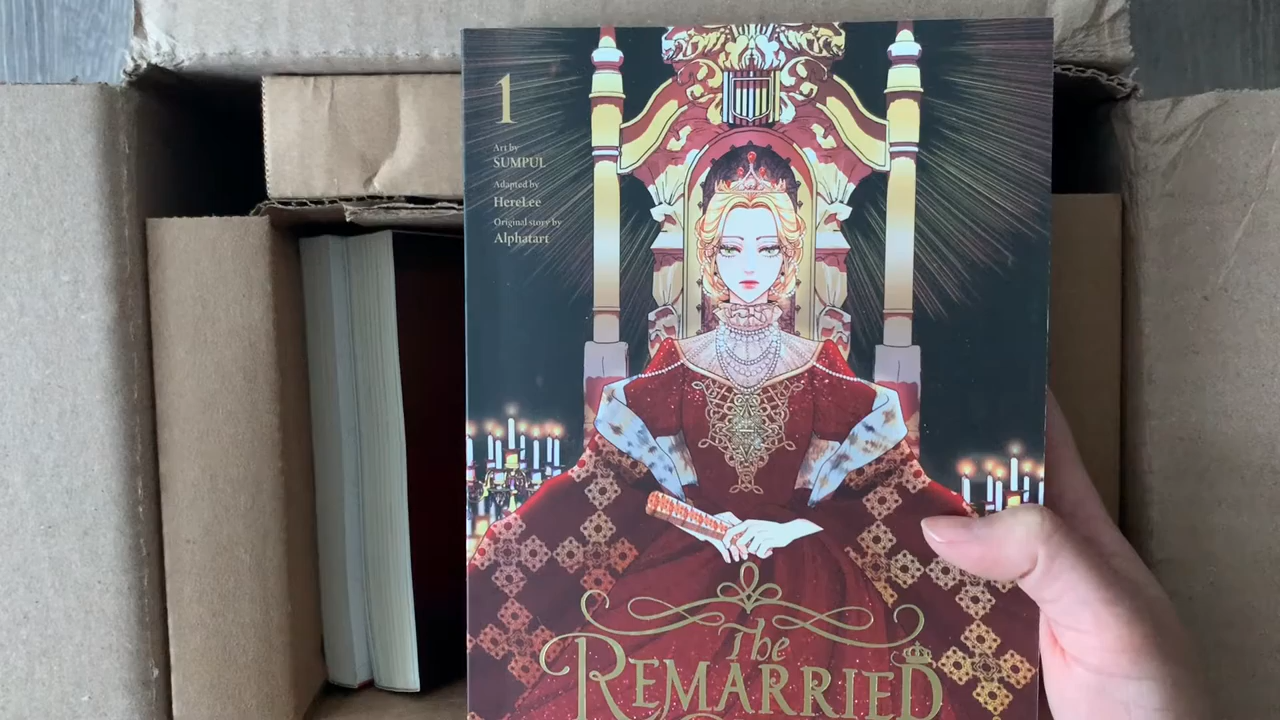 1
Art by
SUMPUL
Adapted by
HereLee
Original story by
Alphatart
The
REMARRIED